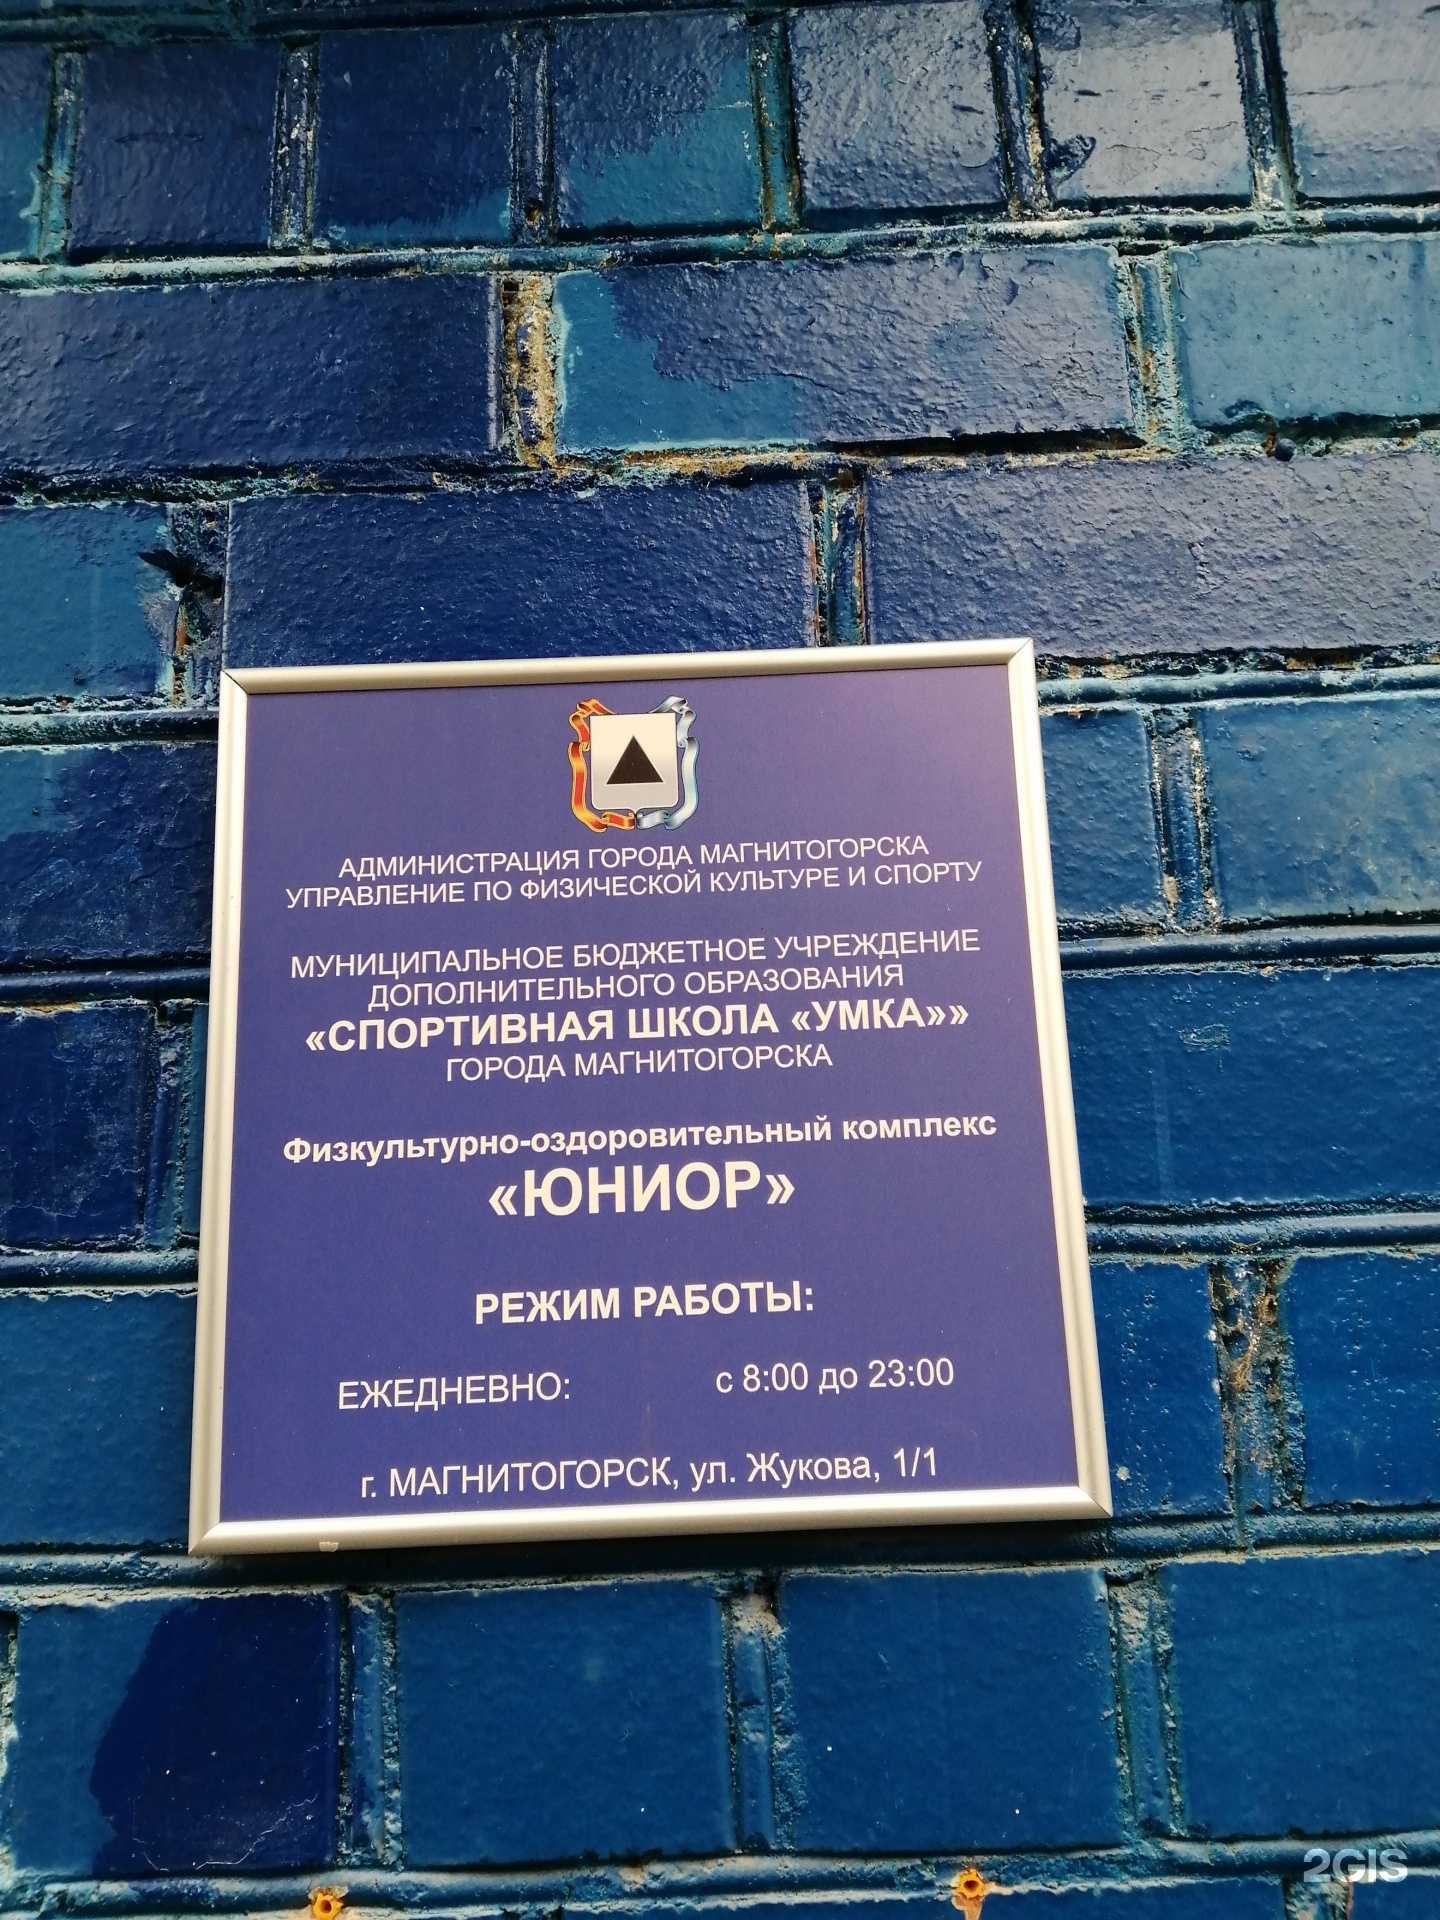 АДМИНИСТРАЦИЯ ГОРОДА МАГНИТОГОРСКА
УПРАВЛЕНИЕ ПО ФИЗИЧЕСКОЙ КУЛЬТУРЕ И СПОРТУ
МУНИЦИПАЛЬНОЕ БЮДЖЕТНОЕ УЧРЕЖДЕНИЕ
ДОПОЛНИТЕЛЬНОГО ОБРАЗОВАНИЯ
«СПОРТИВНАЯ ШКОЛА «УМКА»»
ГОРОДА МАГНИТОГОРСКА
Физкультурно-оздоровительный комплекс
«ЮНИОР»
РЕЖИМ РАБОТЫ:
ЕЖЕДНЕВНО: с 8:00 до 23:00
г. МАГНИТОГОРСК, ул. Жукова, 1/1
2GIS